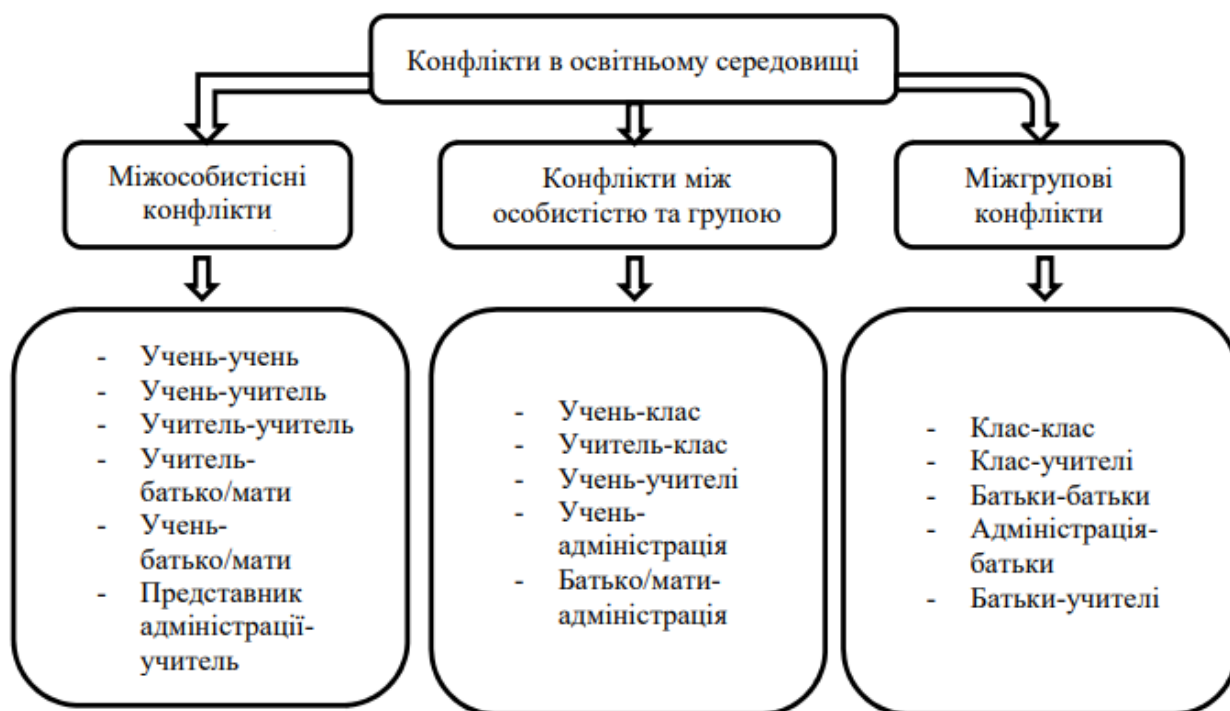 Конфлікти в освітньому середовищі
Міжособистісні
конфлікти
Конфлікти між
особистістю та групою
Міжгрупові
конфлікти
- Учень-учень
- Учень-учитель
- Учитель-учитель
- Учитель-
батько/мати
- Учень-
батько/мати
- Представник
адміністрації-
учитель
- Учень-клас
- Учитель-клас
- Учень-учителі
- Учень-
адміністрація
- Батько/мати-
адміністрація
- Клас-клас
- Клас-учителі
- Батьки-батьки
- Адміністрація-
батьки
- Батьки-учителі